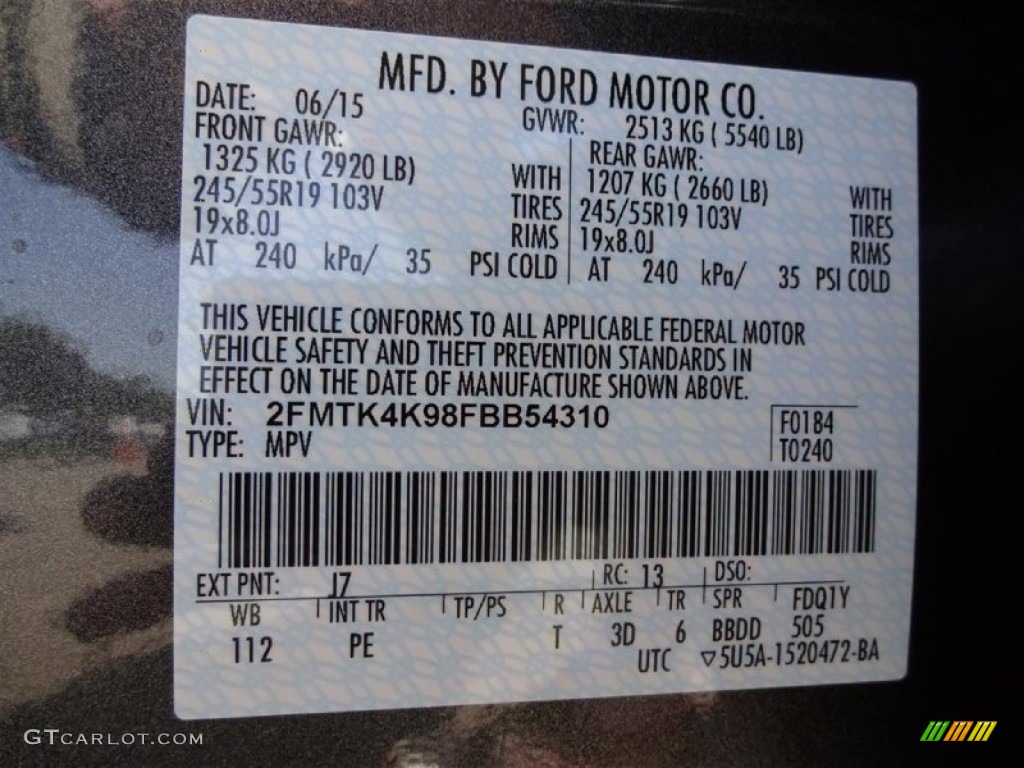 MFD. BY FORD MOTOR CO.
DATE: 06/15 GVWR: 2513 KG ( 5540 LB)
FRONT GAWR: REAR GAWR:
1325 KG ( 2920 LB) WITH 1207 KG ( 2660 LB) WITH
245/55R19 103V TIRES 245/55R19 103V TIRES
19x8.0J RIMS 19x8.0J RIMS
AT 240 kPa/ 35 PSI COLD AT 240 kPa/ 35 PSI COLD
THIS VEHICLE CONFORMS TO ALL APPLICABLE FEDERAL MOTOR
VEHICLE SAFETY AND THEFT PREVENTION STANDARDS IN
EFFECT ON THE DATE OF MANUFACTURE SHOWN ABOVE.
VIN: 2FMTK4K98FBB54310 F0184
TYPE: MPV T0240
EXT PNT: J7 RC: 13 DSO:
WB INT TR TP/PS R AXLE TR SPR FDQ1Y
112 PE T 3D 6 BBDD 505
UTC ▽5U5A-1520472-BA
GTCARLOT.COM